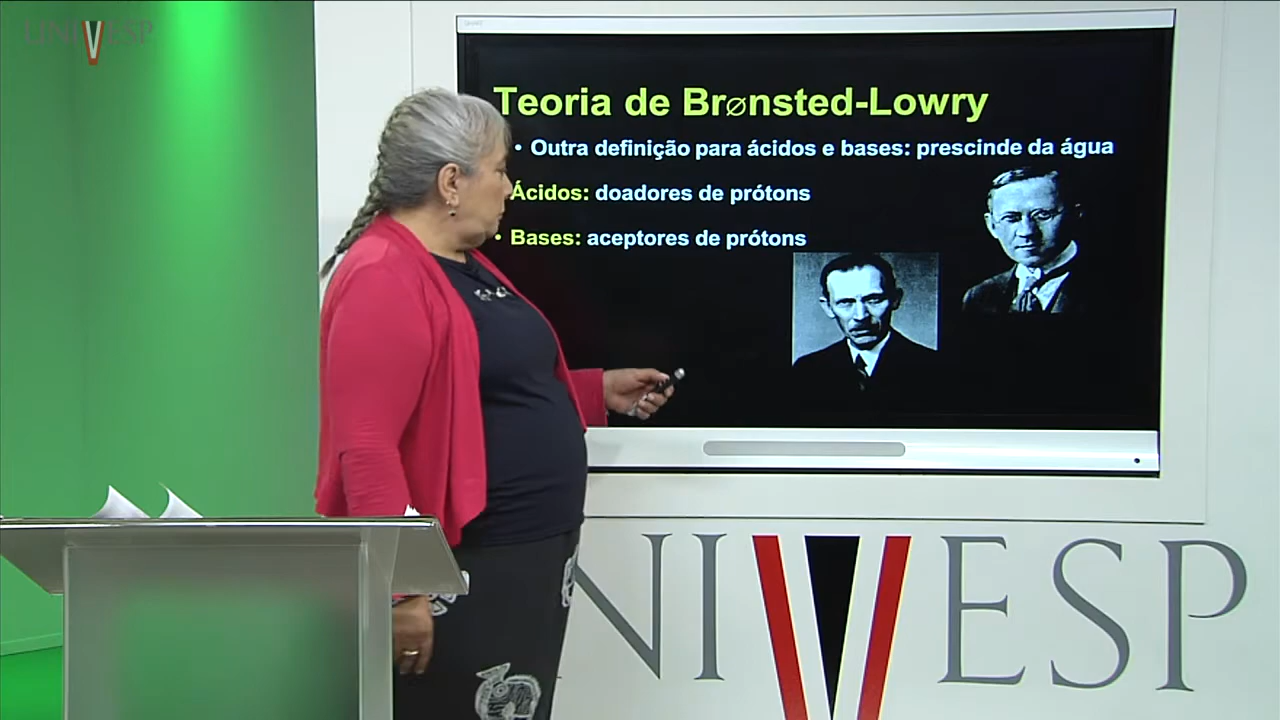 UNIVESP
Teoria de Brønsted-Lowry
• Outra definição para ácidos e bases: prescinde da água
Ácidos: doadores de prótons
• Bases: aceptores de prótons
NIVESP